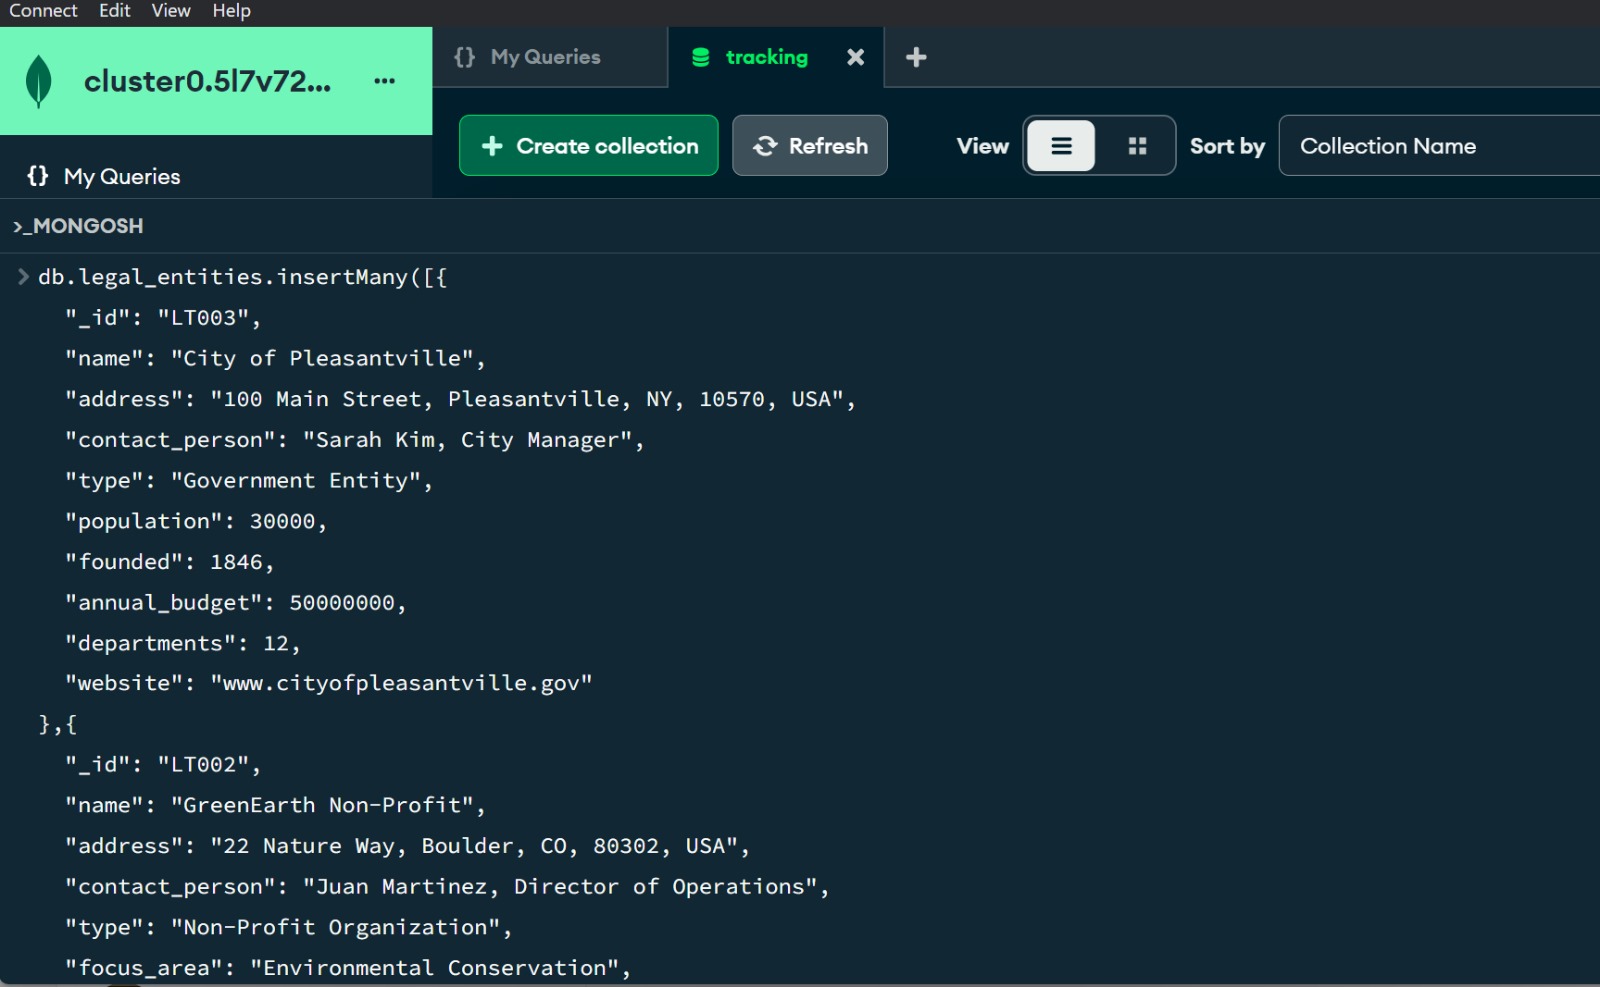 Connect Edit View Help
cluster0.5l7v72... ...
{} My Queries
tracking
Create collection
Refresh
View
Sort by
Collection Name
{} My Queries
>_MONGOSH
> db.legal_entities.insertMany([{
"_id": "LT003",
"name": "City of Pleasantville",
"address": "100 Main Street, Pleasantville, NY, 10570, USA",
"contact_person": "Sarah Kim, City Manager",
"type": "Government Entity",
"population": 30000,
"founded": 1846,
"annual_budget": 50000000,
"departments": 12,
"website": "www.cityofpleasantville.gov"
},{
"_id": "LT002",
"name": "GreenEarth Non-Profit",
"address": "22 Nature Way, Boulder, CO, 80302, USA",
"contact_person": "Juan Martinez, Director of Operations",
"type": "Non-Profit Organization",
"focus_area": "Environmental Conservation",